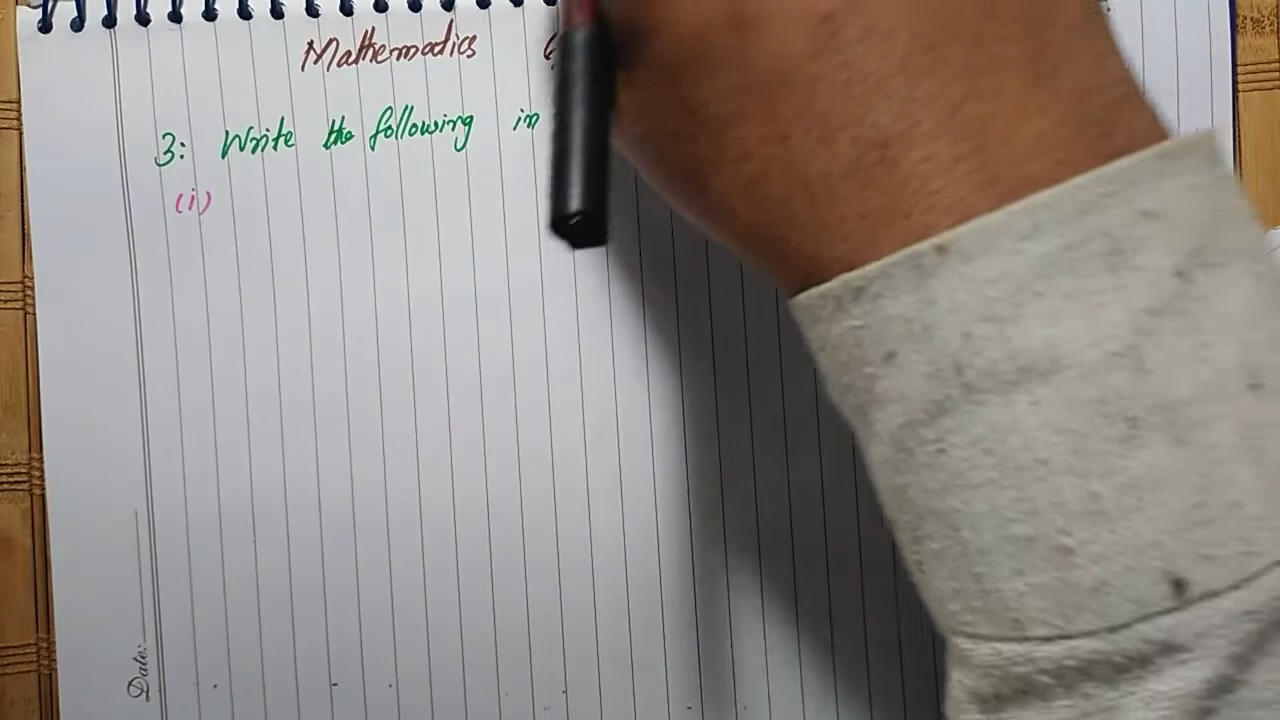 Mathematics
3: Write the following in
(i)
Date: